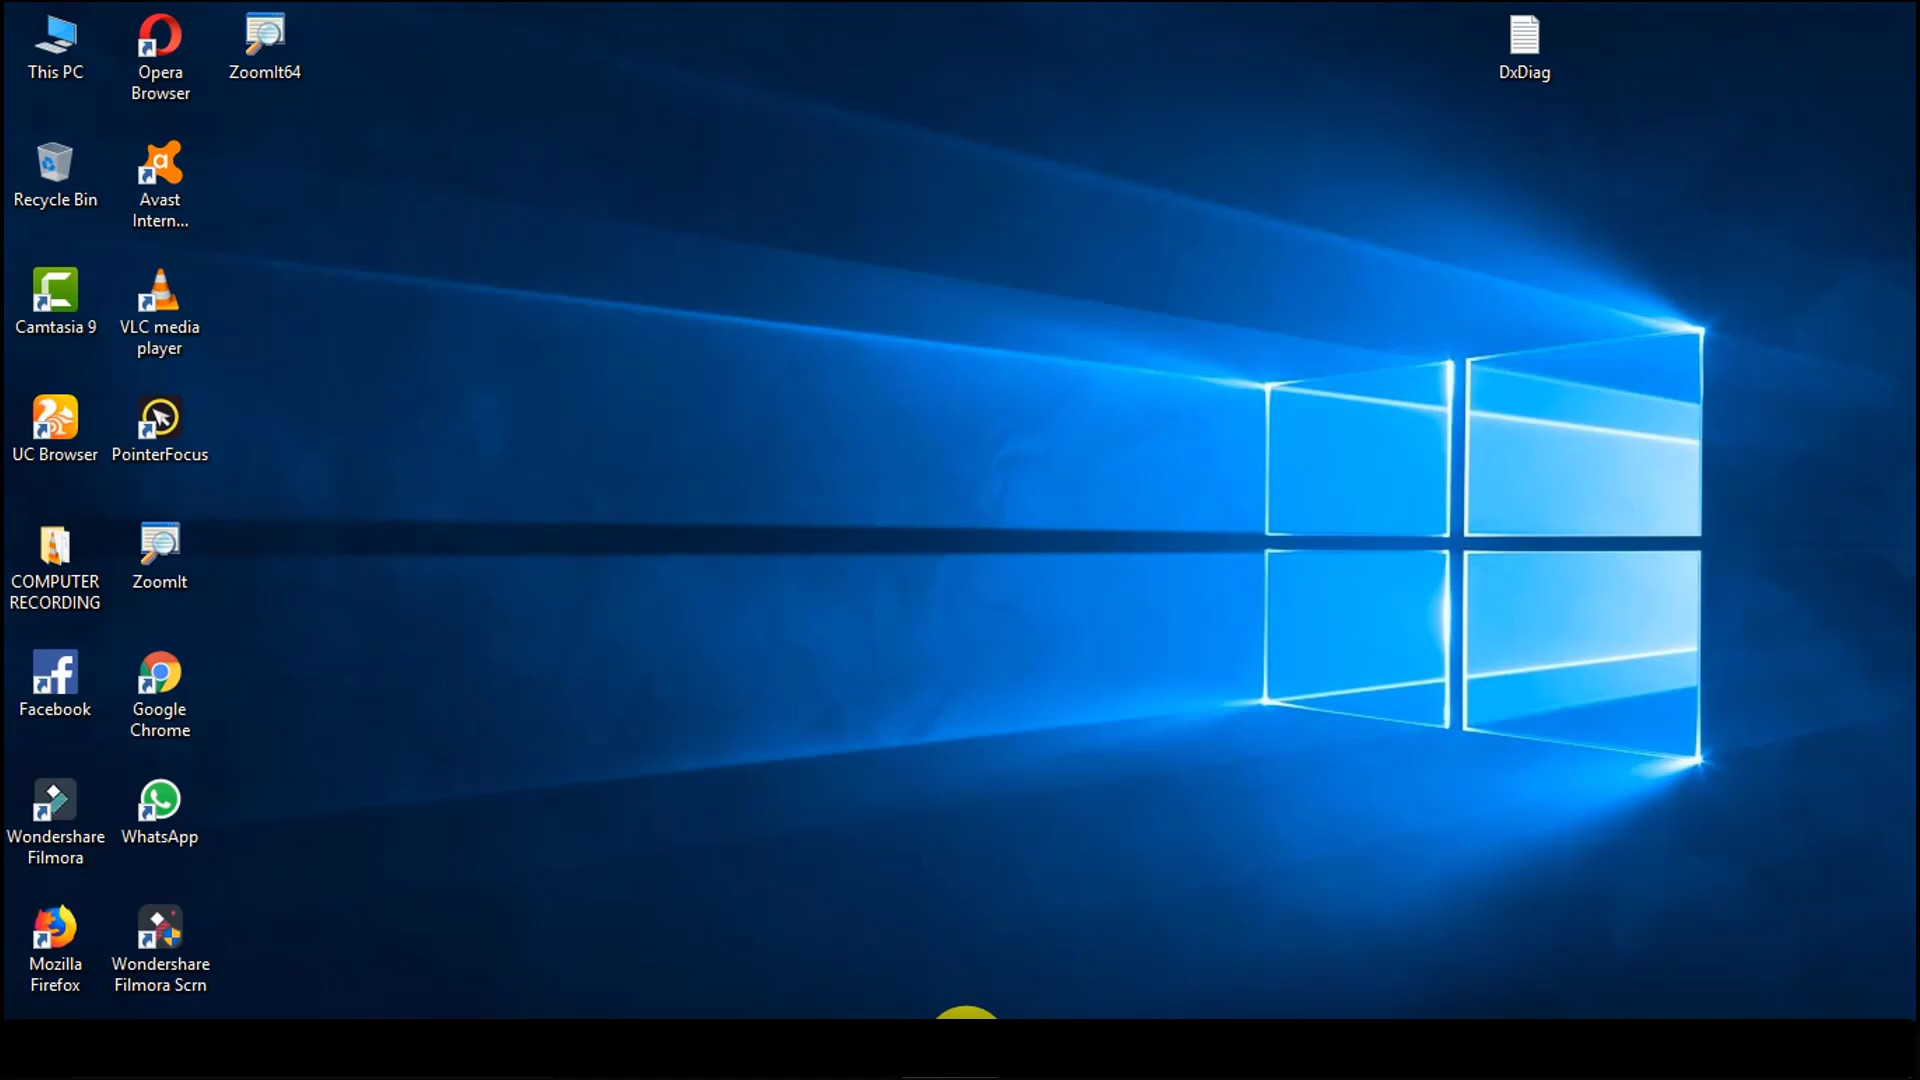 This PC
Opera
Browser
ZoomIt64
DxDiag
Recycle Bin
Avast
Intern...
Camtasia 9
VLC media
player
UC Browser
PointerFocus
COMPUTER
RECORDING
ZoomIt
Facebook
Google
Chrome
Wondershare
Filmora
WhatsApp
Mozilla
Firefox
Wondershare
Filmora Scrn